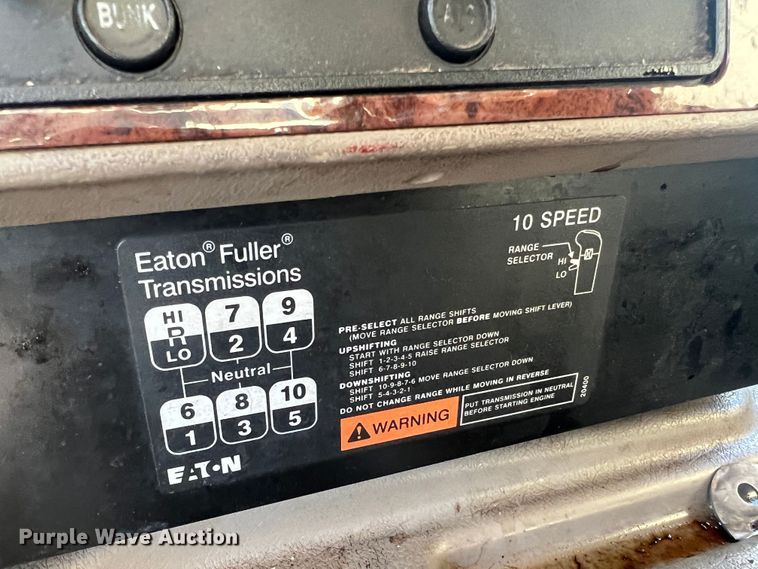 BUNK
A/C
10 SPEED
Eaton® Fuller®
Transmissions
RANGE
SELECTOR
HI
LO
HI 7 9
R
LO 2 4
Neutral
6 8 10
1 3 5
EATON
PRE-SELECT ALL RANGE SHIFTS
(MOVE RANGE SELECTOR BEFORE MOVING SHIFT LEVER)
UPSHIFTING
START WITH RANGE SELECTOR DOWN
SHIFT 1-2-3-4-5 RAISE RANGE SELECTOR
SHIFT 6-7-8-9-10
DOWNSHIFTING
SHIFT 10-9-8-7-6 MOVE RANGE SELECTOR DOWN
SHIFT 5-4-3-2-1
DO NOT CHANGE RANGE WHILE MOVING IN REVERSE
WARNING
PUT TRANSMISSION IN NEUTRAL
BEFORE STARTING ENGINE
20400
Purple Wave Auction